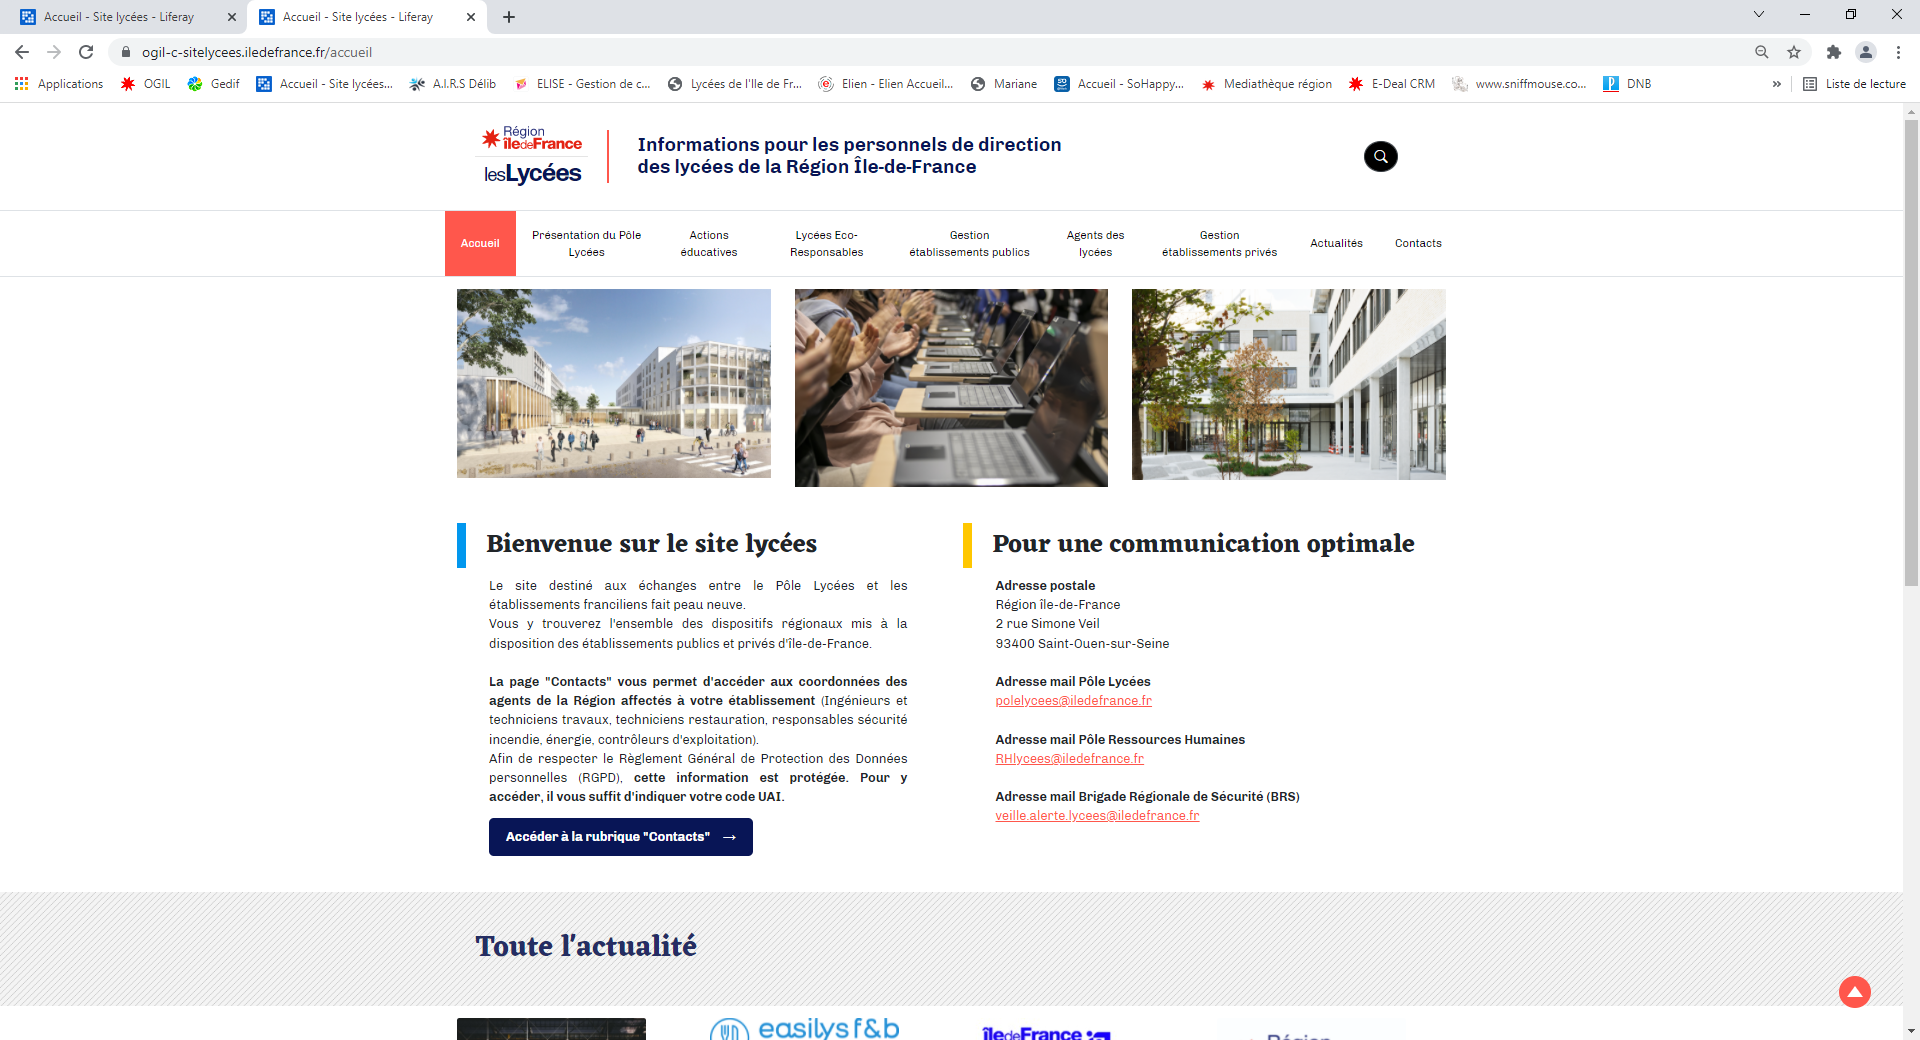 Accueil - Site lycées - Liferay
Accueil - Site lycées - Liferay
ogil-c-sitelycees.iledefrance.fr/accueil
Applications
OGIL
Gedif
Accueil - Site lycées...
A.I.R.S Délib
ELISE - Gestion de c...
Lycées de l'Ile de Fr...
Elien - Elien Accueil...
Mariane
Accueil - SoHappy...
Mediathèque région
E-Deal CRM
www.sniffmouse.co...
DNB
»
Liste de lecture
Région
îledeFrance
lesLycées
Informations pour les personnels de direction
des lycées de la Région Île-de-France
Accueil
Présentation du Pôle
Lycées
Actions
éducatives
Lycées Eco-
Responsables
Gestion
établissements publics
Agents des
lycées
Gestion
établissements privés
Actualités
Contacts
Bienvenue sur le site lycées
Le site destiné aux échanges entre le Pôle Lycées et les
établissements franciliens fait peau neuve.
Vous y trouverez l'ensemble des dispositifs régionaux mis à la
disposition des établissements publics et privés d'île-de-France.
La page "Contacts" vous permet d'accéder aux coordonnées des
agents de la Région affectés à votre établissement (Ingénieurs et
techniciens travaux, techniciens restauration, responsables sécurité
incendie, énergie, contrôleurs d'exploitation).
Afin de respecter le Règlement Général de Protection des Données
personnelles (RGPD), cette information est protégée. Pour y
accéder, il vous suffit d'indiquer votre code UAI.
Accéder à la rubrique "Contacts" →
Pour une communication optimale
Adresse postale
Région île-de-France
2 rue Simone Veil
93400 Saint-Ouen-sur-Seine
Adresse mail Pôle Lycées
polelycees@iledefrance.fr
Adresse mail Pôle Ressources Humaines
RHlycees@iledefrance.fr
Adresse mail Brigade Régionale de Sécurité (BRS)
veille.alerte.lycees@iledefrance.fr
Toute l'actualité
easilys f&b
îledeFrance
Région